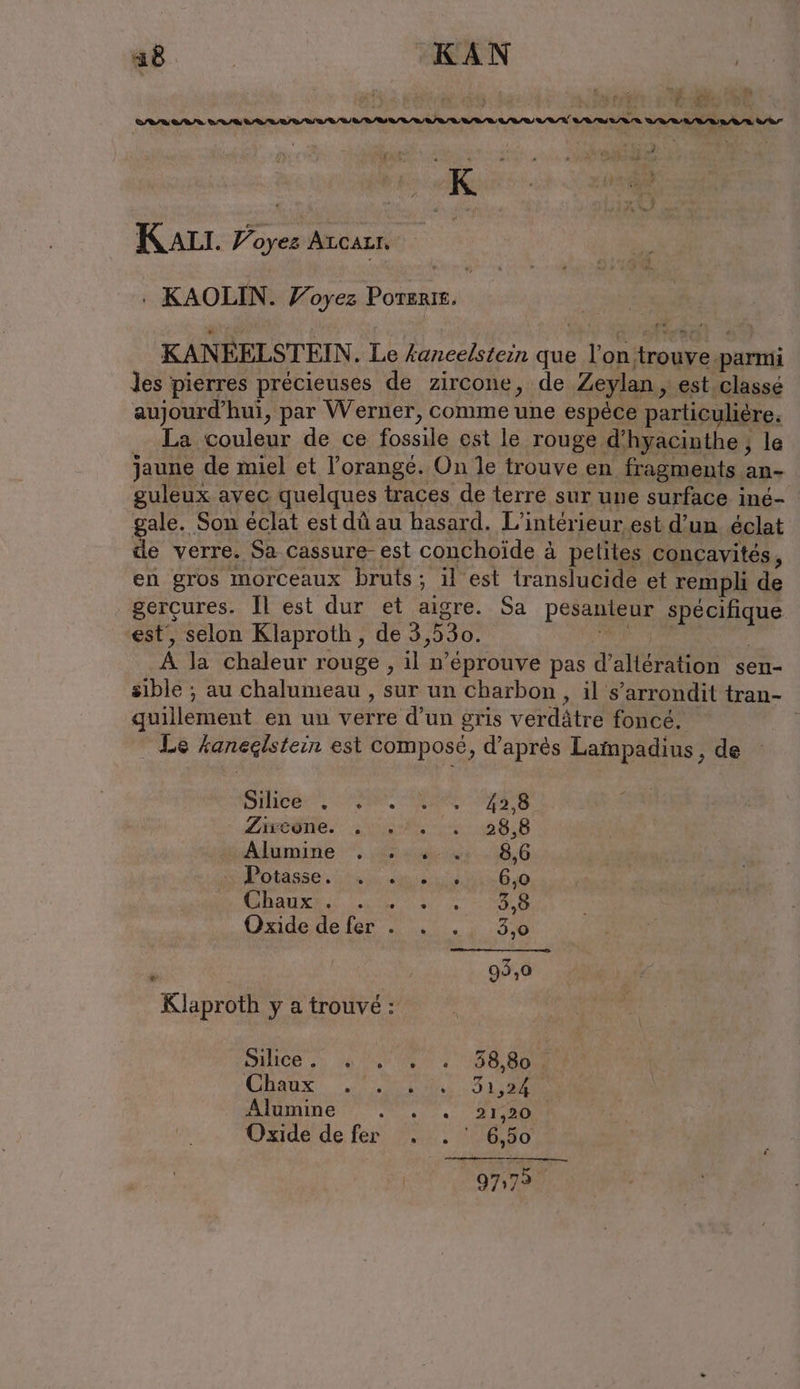 28 KAN
K
KALI. Voyez ALCALI.
KAOLIN. Voyez POTERIE.
KANEELSTEIN. Le kaneelstein que l'on trouve parmi
les pierres précieuses de zircone, de Zeylan, est classé
aujourd'hui, par Werner, comme une espèce particulière.
La couleur de ce fossile est le rouge d'hyacinthe, le
jaune de miel et l'orangé. On le trouve en fragments an-
guleux avec quelques traces de terre sur une surface iné-
gale. Son éclat est dû au hasard. L'intérieur est d'un éclat
de verre. Sa cassure est conchoïde à petites concavités,
en gros morceaux bruts; il est translucide et rempli de
gerçures. Il est dur et aigre. Sa pesanteur spécifique
est, selon Klaproth, de 3,530.
A la chaleur rouge, il n'éprouve pas d'altération sen-
sible; au chalumeau, sur un charbon, il s'arrondit tran-
quillement en un verre d'un gris verdâtre foncé.
Le kaneelstein est composé, d'après Lampadius, de
Silice . . . . . 42,8
Zircone. . . . . 28,8
Alumine . . . . 8,6
Potasse. . . . . 6,0
Chaux . . . . . 3,8
Oxide de fer . . . 3,0
93,0
Klaproth y a trouvé :
Silice . . . . . 38,80
Chaux . . . . 31,24
Alumine . . . 21,20
Oxide de fer . . 6,50
97,75